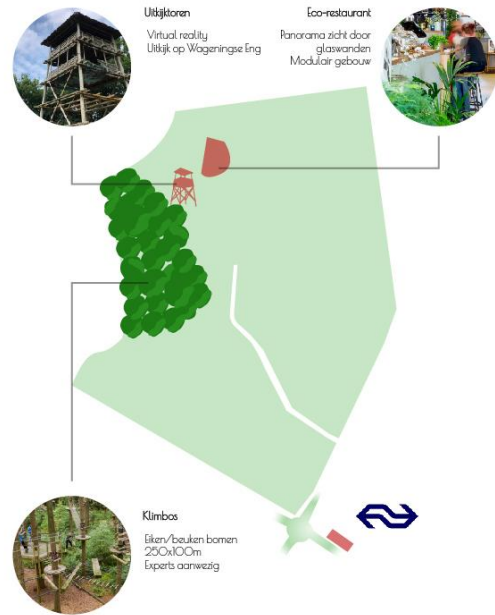 Uitkijktoren
Virtual reality
Uitkijk op Wageningse Eng
Eco-restaurant
Panorama zicht door
glaswanden
Modulair gebouw
Klimbos
Eiken/beuken bomen
250x100m
Experts aanwezig